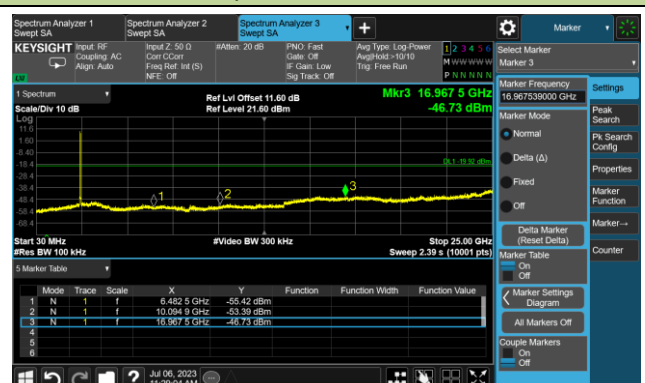 Spectrum Analyzer 1
Swept SA
Spectrum Analyzer 2
Swept SA
Spectrum Analyzer 3
Swept SA
Marker
KEYSIGHT
Input: RF
Coupling: AC
Align: Auto
Input Z: 50 Ω
Corr CCorr
Freq Ref: Int (S)
NFE: Off
#Atten: 20 dB
PNO: Fast
Gate: Off
IF Gain: Low
Sig Track: Off
Avg Type: Log-Power
Avg|Hold:>10/10
Trig: Free Run
1 2 3 4 5 6
M W W W W W
P N N N N N
LXI
Select Marker
Marker 3
1 Spectrum
Scale/Div 10 dB
Ref Lvl Offset 11.60 dB
Ref Level 21.60 dBm
Mkr3 16.967 5 GHz
-46.73 dBm
Log
11.6
1.60
-8.40
-18.4
-28.4
-38.4
-48.4
-58.4
-68.4
DL1 -19.92 dBm
1
2
3
Start 30 MHz
#Res BW 100 kHz
#Video BW 300 kHz
Stop 25.00 GHz
Sweep 2.39 s (10001 pts)
5 Marker Table
Mode Trace Scale X Y Function Function Width Function Value
1 N 1 f 6.482 5 GHz -55.42 dBm
2 N 1 f 10.094 9 GHz -53.39 dBm
3 N 1 f 16.967 5 GHz -46.73 dBm
4
5
6
Marker Frequency
16.967539000 GHz
Marker Mode
Normal
Delta (Δ)
Fixed
Off
Delta Marker
(Reset Delta)
Marker Table
On
Off
Marker Settings
Diagram
All Markers Off
Couple Markers
On
Off
Settings
Peak
Search
Pk Search
Config
Properties
Marker
Function
Marker→
Counter
Jul 06, 2023